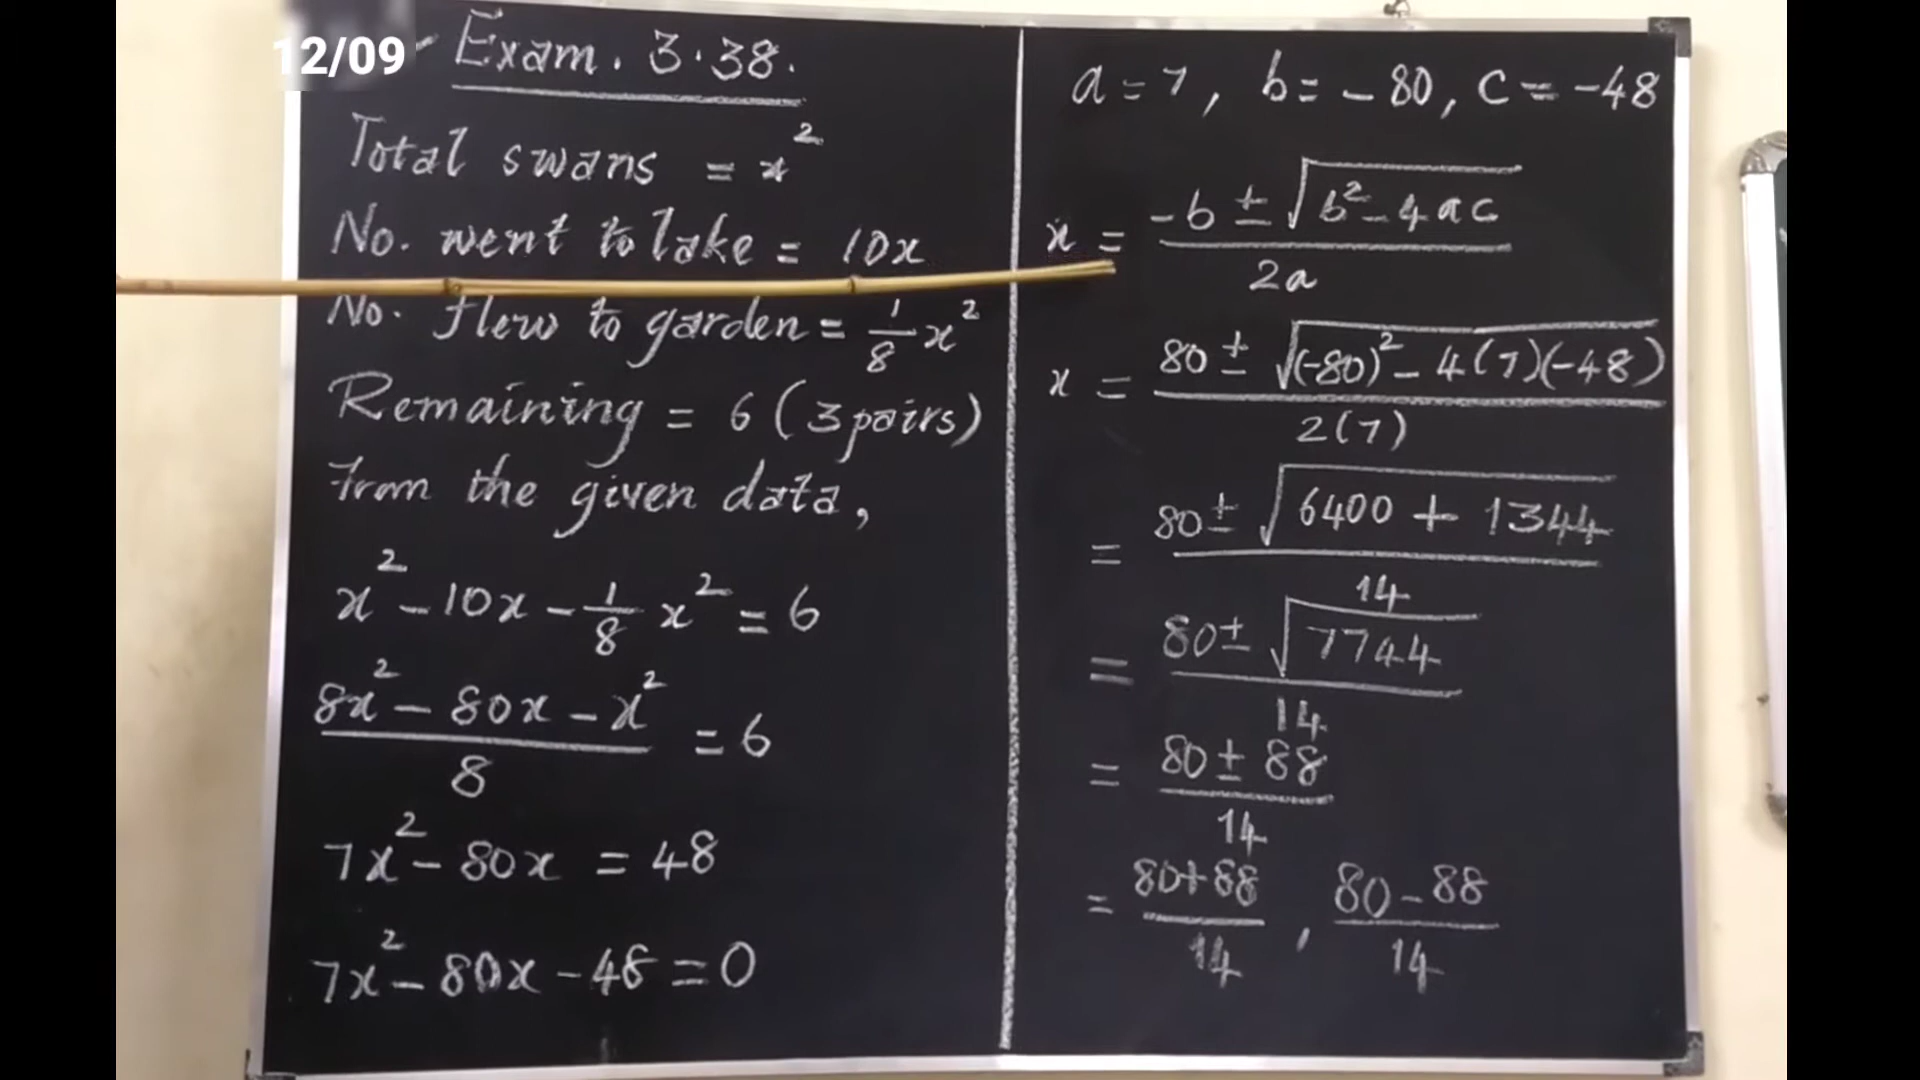 12/09
Exam. 3.38.
Total swans = x²
No. went to lake = 10x
No. flew to garden = 1/8 x²
Remaining = 6 (3 pairs)
From the given data,
x² - 10x - 1/8 x² = 6
(8x² - 80x - x²)/8 = 6
7x² - 80x = 48
7x² - 80x - 48 = 0
a = 7, b = - 80, c = -48
x = (-b ± √(b² - 4ac))/2a
x = (80 ± √((-80)² - 4(7)(-48)))/2(7)
= (80 ± √(6400 + 1344))/14
= (80 ± √7744)/14
= (80 ± 88)/14
= (80+88)/14, (80-88)/14